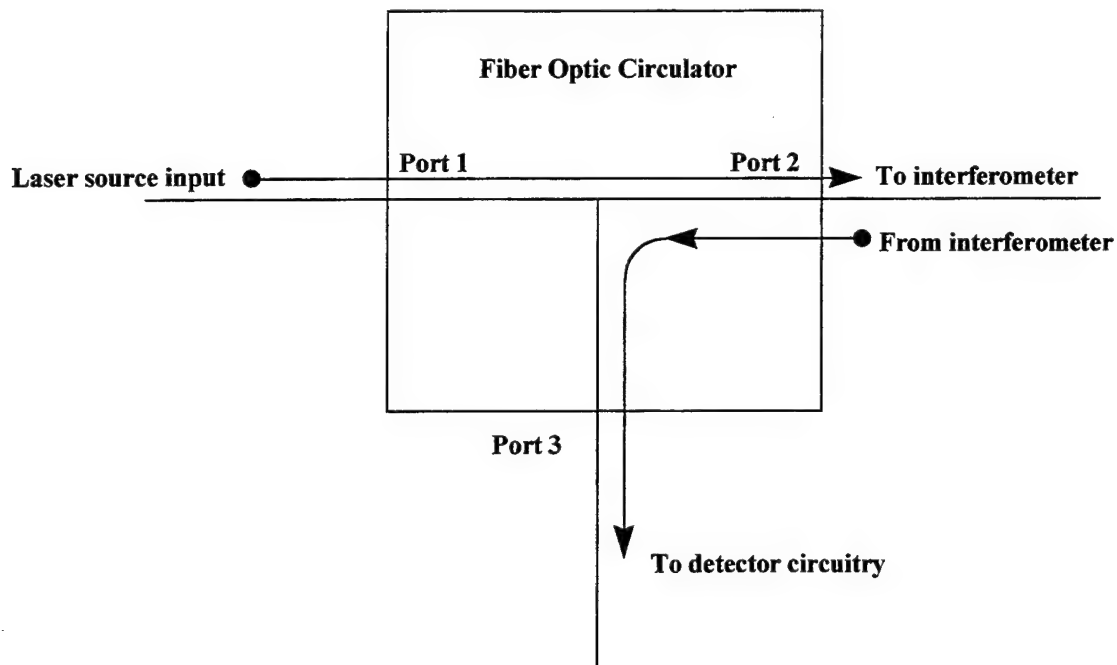 Fiber Optic Circulator
Port 1
Port 2
Laser source input
To interferometer
From interferometer
Port 3
To detector circuitry